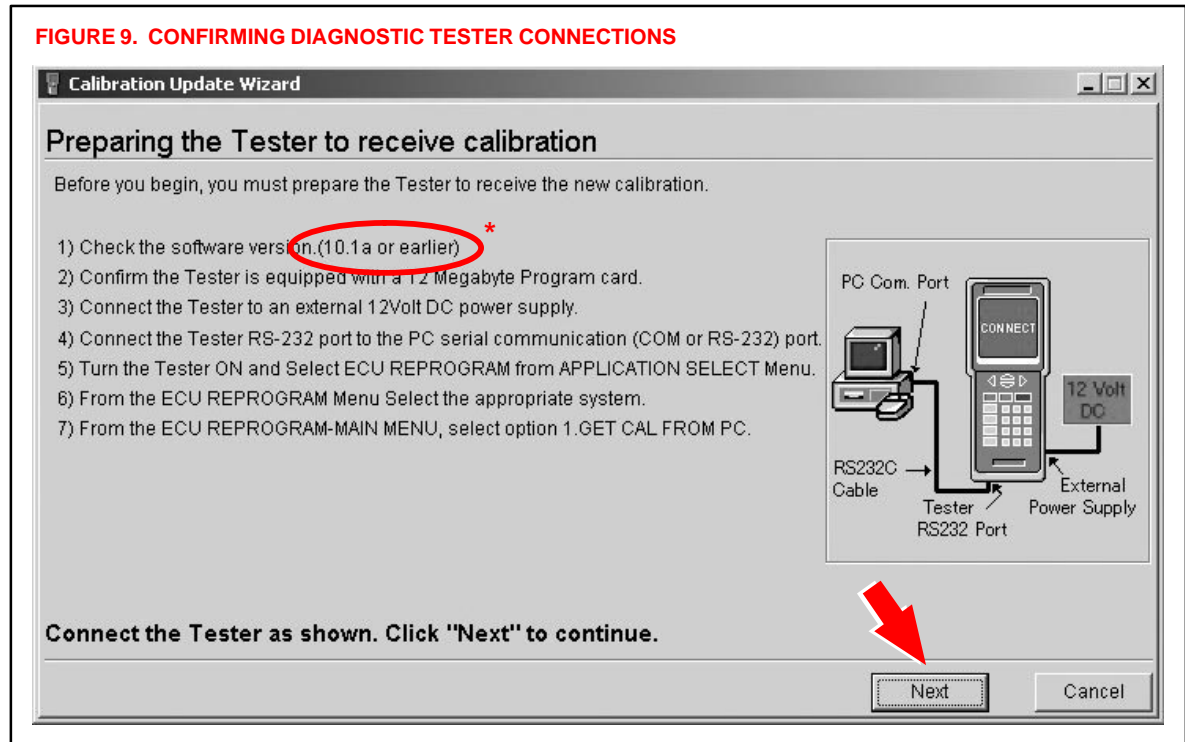 FIGURE 9. CONFIRMING DIAGNOSTIC TESTER CONNECTIONS
Calibration Update Wizard
Preparing the Tester to receive calibration
Before you begin, you must prepare the Tester to receive the new calibration.
*
1) Check the software version.(10.1a or earlier)
2) Confirm the Tester is equipped with a 12 Megabyte Program card.
3) Connect the Tester to an external 12Volt DC power supply.
4) Connect the Tester RS-232 port to the PC serial communication (COM or RS-232) port.
5) Turn the Tester ON and Select ECU REPROGRAM from APPLICATION SELECT Menu.
6) From the ECU REPROGRAM Menu Select the appropriate system.
7) From the ECU REPROGRAM-MAIN MENU, select option 1.GET CAL FROM PC.
PC Com. Port
CONNECT
12 Volt
DC
RS232C
Cable
Tester
RS232 Port
External
Power Supply
Connect the Tester as shown. Click "Next" to continue.
Next
Cancel